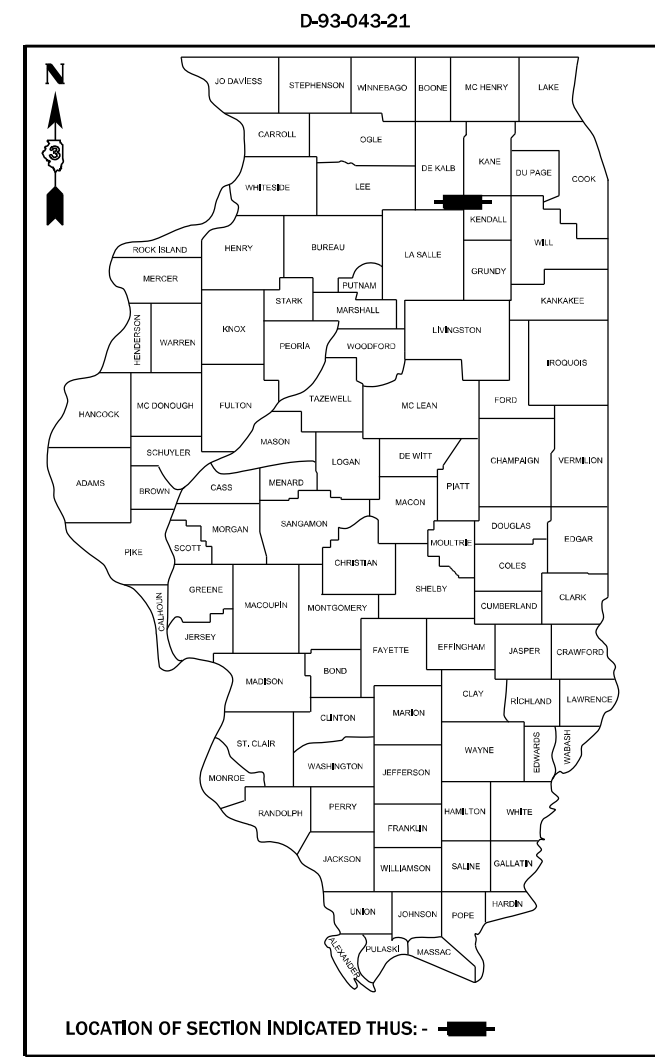 D-93-043-21
N
3
JO DAVIESS STEPHENSON WINNEBAGO BOONE MC HENRY LAKE
CARROLL OGLE DE KALB KANE DU PAGE COOK
WHITESIDE LEE
KENDALL
ROCK ISLAND HENRY BUREAU LA SALLE WILL
MERCER PUTNAM GRUNDY
STARK MARSHALL KANKAKEE
HENDERSON WARREN KNOX PEORIA WOODFORD LIVINGSTON
IROQUOIS
HANCOCK MC DONOUGH FULTON TAZEWELL MC LEAN FORD
MASON
SCHUYLER LOGAN DE WITT CHAMPAIGN VERMILION
ADAMS BROWN CASS MENARD PIATT
MACON
PIKE SCOTT MORGAN SANGAMON MOULTRIE DOUGLAS EDGAR
CHRISTIAN COLES
CALHOUN GREENE MACOUPIN MONTGOMERY SHELBY CUMBERLAND CLARK
JERSEY
FAYETTE EFFINGHAM JASPER CRAWFORD
MADISON BOND
CLAY RICHLAND LAWRENCE
CLINTON MARION
ST. CLAIR WAYNE EDWARDS WABASH
MONROE WASHINGTON JEFFERSON
RANDOLPH PERRY HAMILTON WHITE
FRANKLIN
JACKSON WILLIAMSON SALINE GALLATIN
HARDIN
UNION JOHNSON POPE
ALEXANDER PULASKI MASSAC
LOCATION OF SECTION INDICATED THUS: -